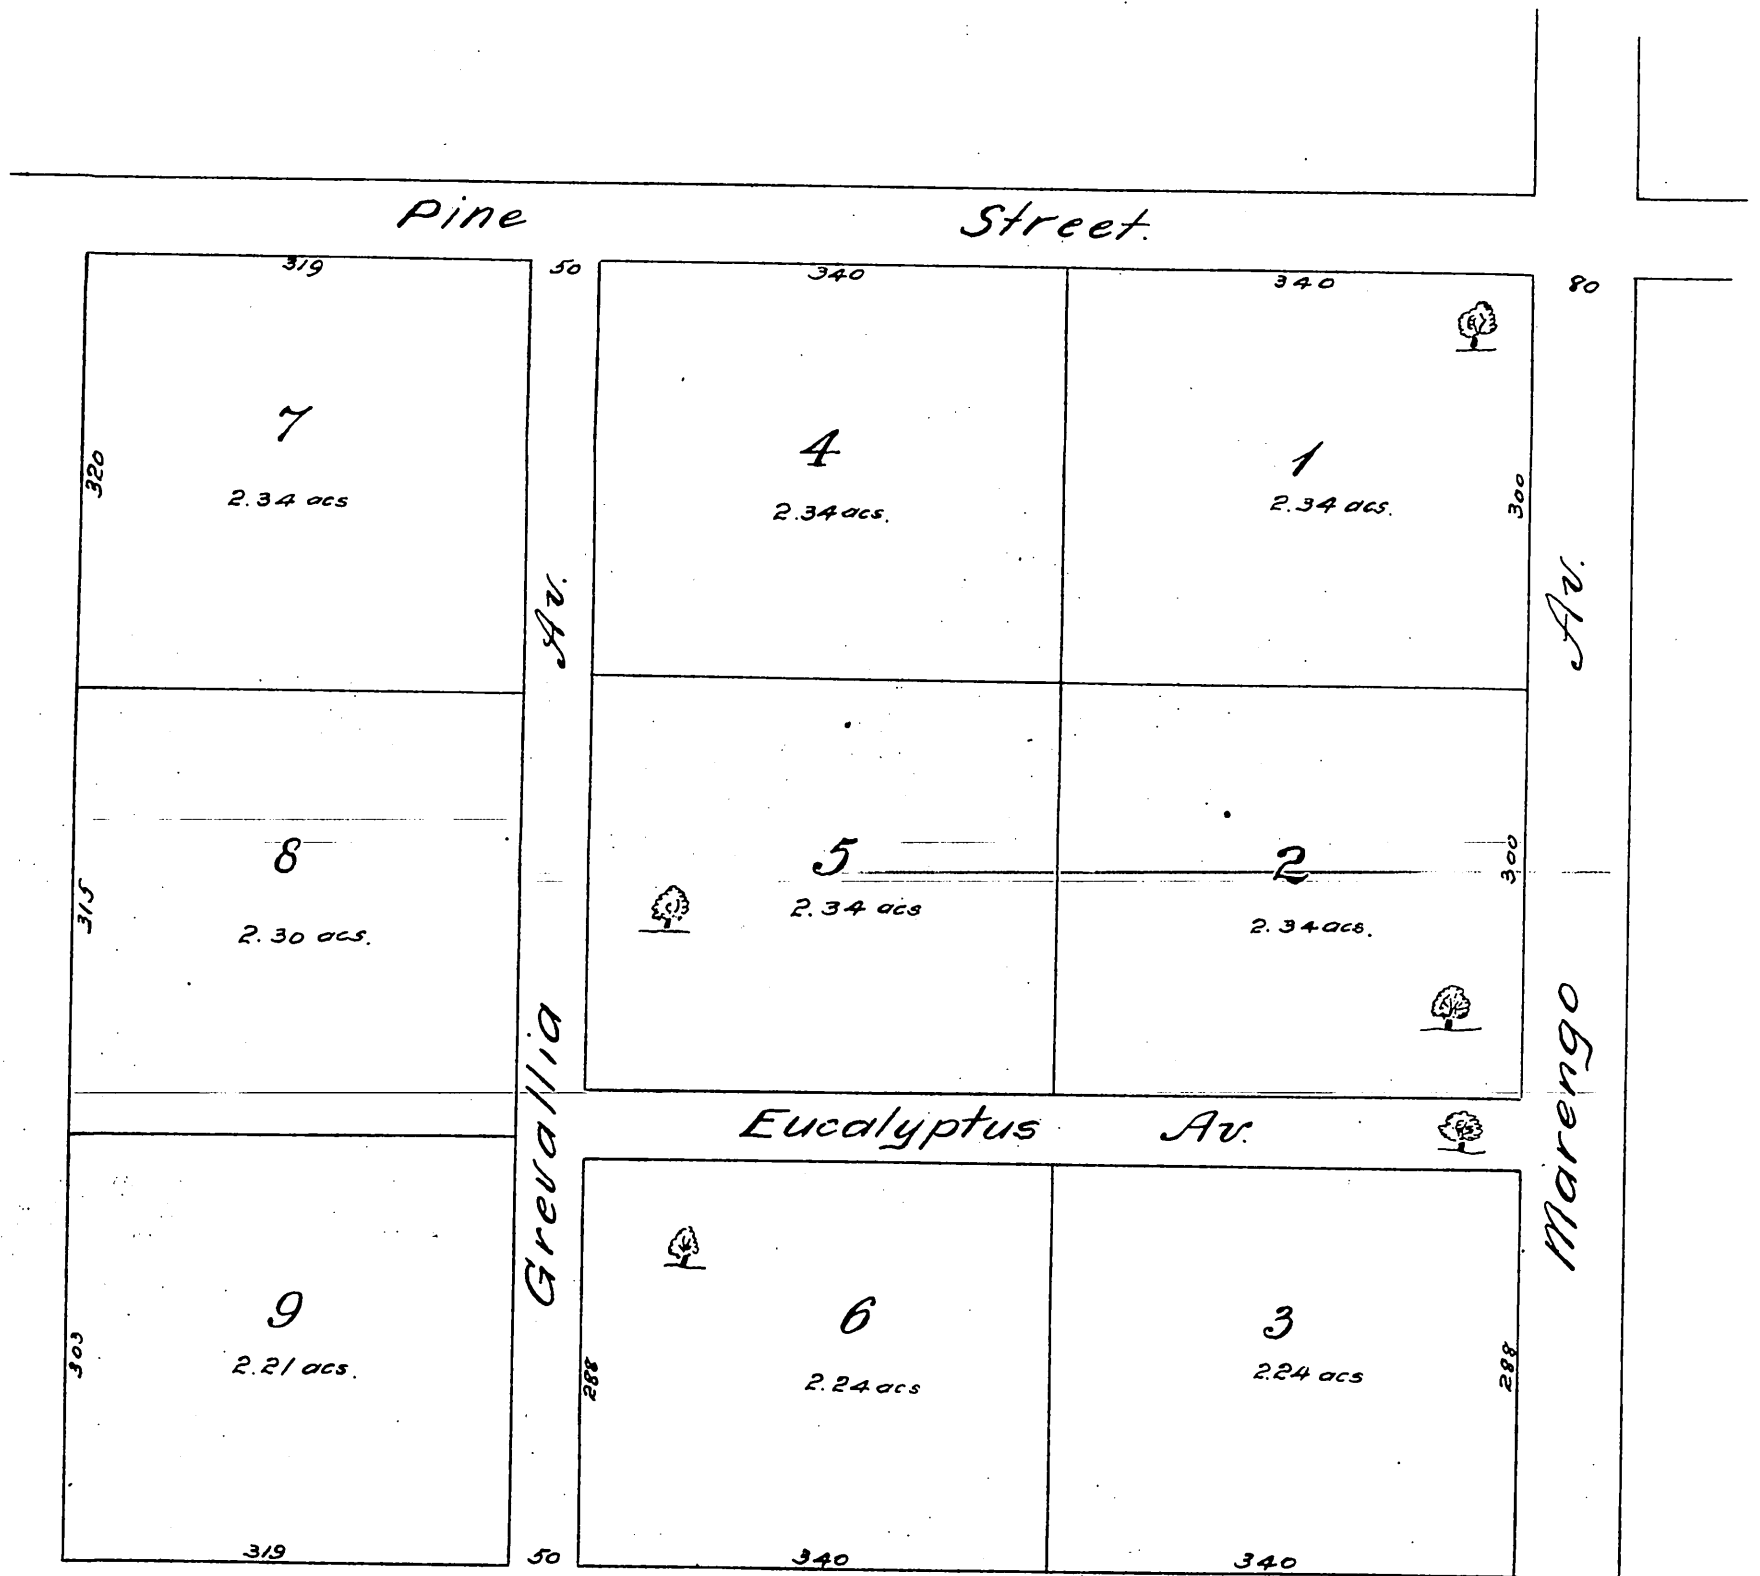 Pine Street.
319
50
340
340
80
7
2.34 acs
320
4
2.34 acs.
1
2.34 acs.
300
Grevallia Av.
Marengo Av.
8
2.30 acs.
315
5
2.34 acs
2
2.34 acs.
300
Eucalyptus Av.
9
2.21 acs.
303
6
2.24 acs
288
3
2.24 acs
288
319
50
340
340